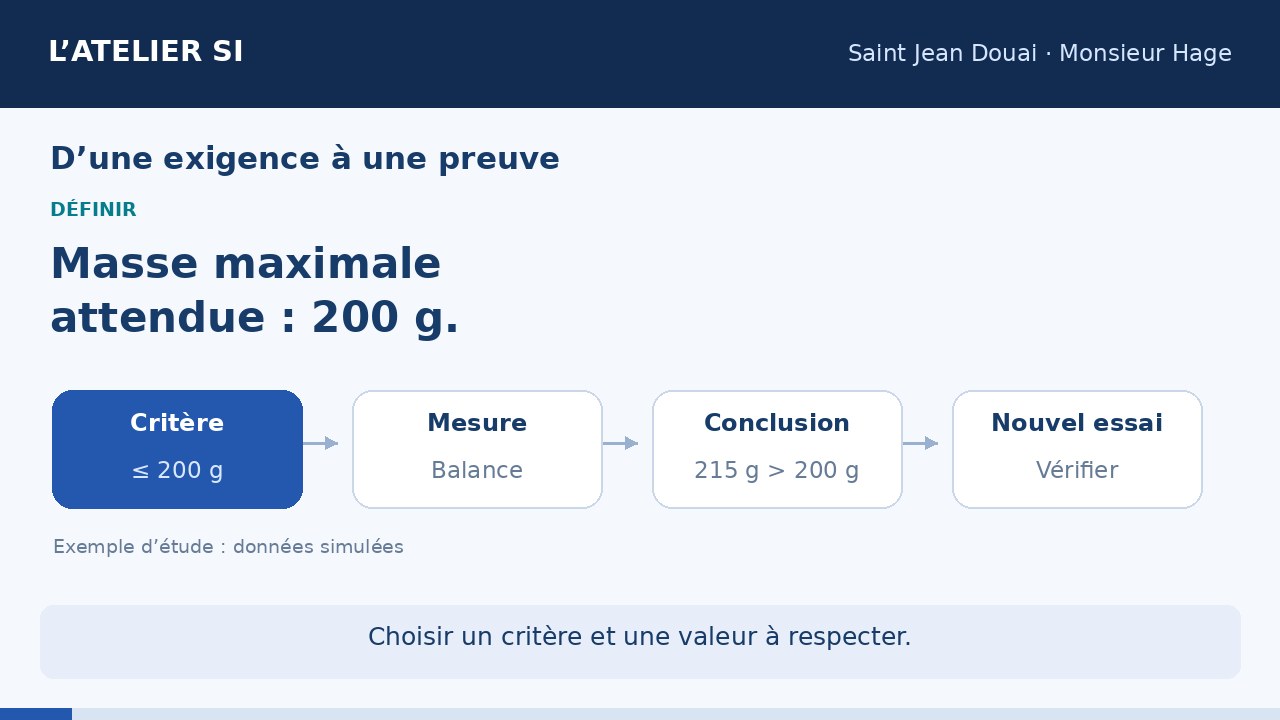 L’ATELIER SI
Saint Jean Douai · Monsieur Hage
D’une exigence à une preuve
DÉFINIR
Masse maximale
attendue : 200 g.
Critère
≤ 200 g
Mesure
Balance
Conclusion
215 g > 200 g
Nouvel essai
Vérifier
Exemple d’étude : données simulées
Choisir un critère et une valeur à respecter.